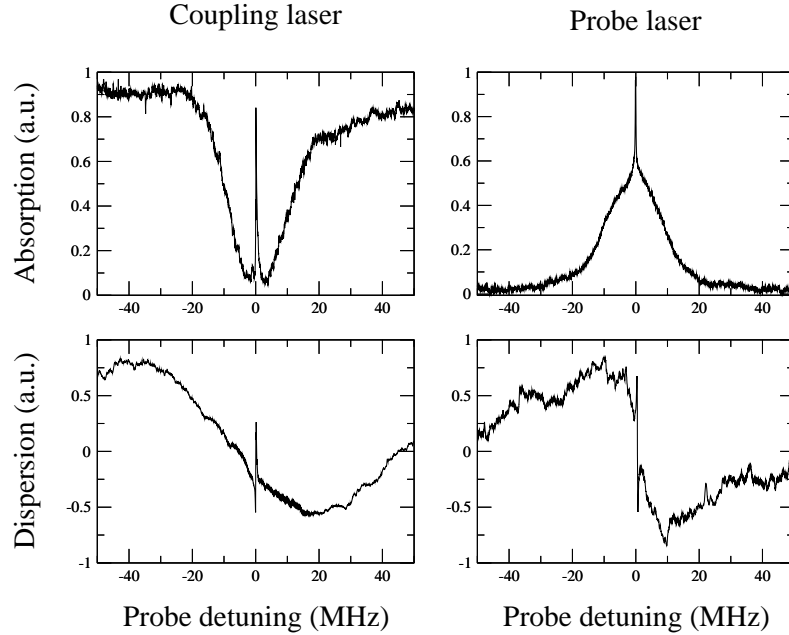 Coupling laser
Probe laser
Absorption (a.u.)
1
0.8
0.6
0.4
0.2
0
-40 -20 0 20 40
1
0.8
0.6
0.4
0.2
0
-40 -20 0 20 40
Dispersion (a.u.)
1
0.5
0
-0.5
-1
-40 -20 0 20 40
1
0.5
0
-0.5
-1
-40 -20 0 20 40
Probe detuning (MHz)
Probe detuning (MHz)